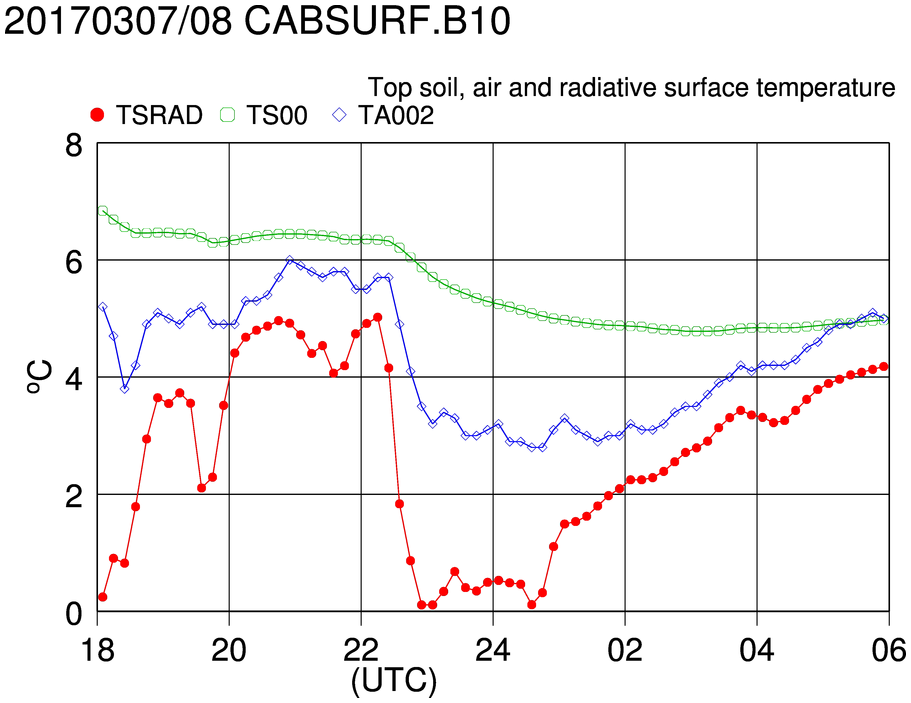 20170307/08 CABSURF.B10
Top soil, air and radiative surface temperature
TSRAD TS00 TA002
8
6
4
2
0
ºC
18 20 22 24 02 04 06
(UTC)